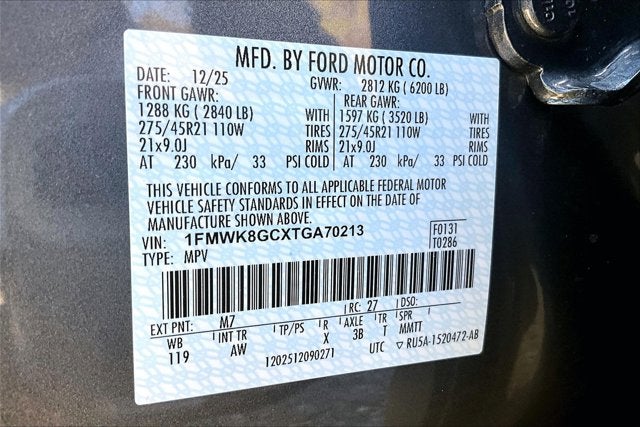 MFD. BY FORD MOTOR CO.
DATE: 12/25 GVWR: 2812 KG ( 6200 LB)
FRONT GAWR: REAR GAWR:
1288 KG ( 2840 LB) WITH 1597 KG ( 3520 LB) WITH
275/45R21 110W TIRES 275/45R21 110W TIRES
21x9.0J RIMS 21x9.0J RIMS
AT 230 kPa/ 33 PSI COLD AT 230 kPa/ 33 PSI COLD
THIS VEHICLE CONFORMS TO ALL APPLICABLE FEDERAL MOTOR
VEHICLE SAFETY STANDARDS IN EFFECT ON THE DATE OF
MANUFACTURE SHOWN ABOVE.
VIN: 1FMWK8GCXTGA70213 F0131
TYPE: MPV T0286
EXT PNT: M7 RC: 27 DSO:
WB INT TR TP/PS R AXLE TR SPR
119 AW X 3B T MMTT
1202512090271 UTC ▽ RU5A-1520472-AB